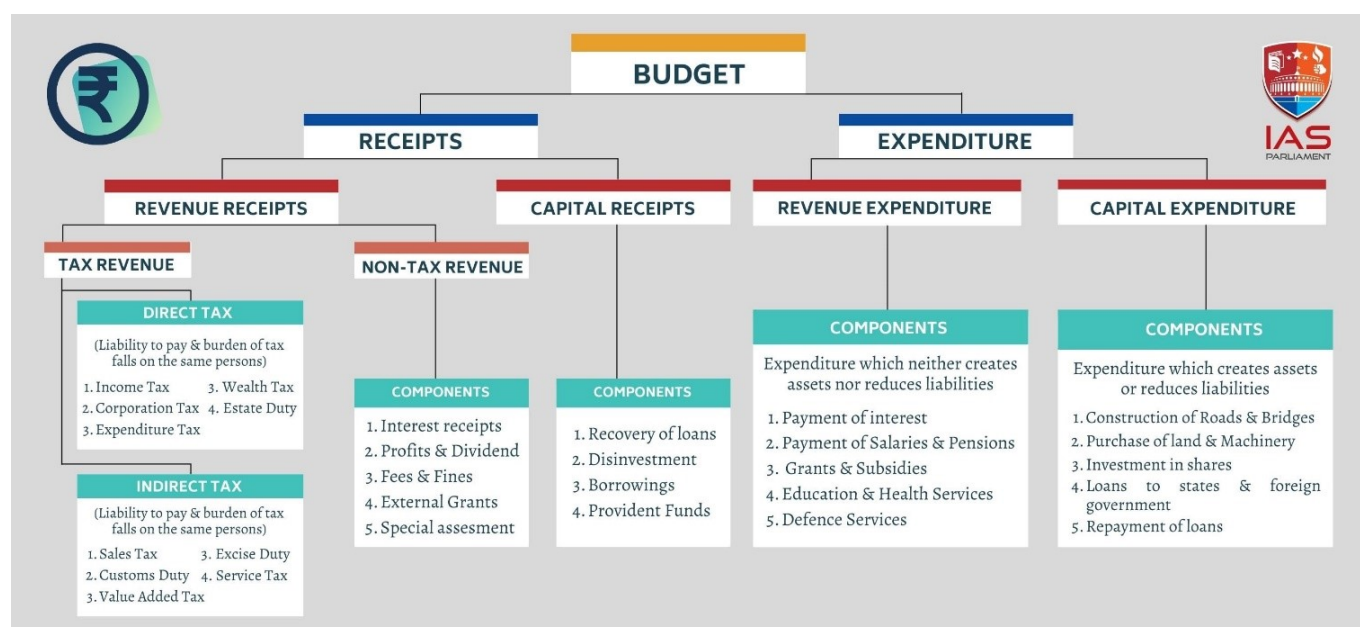 BUDGET
IAS
PARLIAMENT
RECEIPTS
EXPENDITURE
REVENUE RECEIPTS
CAPITAL RECEIPTS
REVENUE EXPENDITURE
CAPITAL EXPENDITURE
TAX REVENUE
NON-TAX REVENUE
DIRECT TAX
(Liability to pay & burden of tax
falls on the same persons)
1. Income Tax
3. Wealth Tax
2. Corporation Tax
4. Estate Duty
3. Expenditure Tax
INDIRECT TAX
(Liability to pay & burden of tax
falls on the same persons)
1. Sales Tax
3. Excise Duty
2. Customs Duty
4. Service Tax
3. Value Added Tax
COMPONENTS
1. Interest receipts
2. Profits & Dividend
3. Fees & Fines
4. External Grants
5. Special assesment
COMPONENTS
1. Recovery of loans
2. Disinvestment
3. Borrowings
4. Provident Funds
COMPONENTS
Expenditure which neither creates
assets nor reduces liabilities
1. Payment of interest
2. Payment of Salaries & Pensions
3. Grants & Subsidies
4. Education & Health Services
5. Defence Services
COMPONENTS
Expenditure which creates assets
or reduces liabilities
1. Construction of Roads & Bridges
2. Purchase of land & Machinery
3. Investment in shares
4. Loans to states & foreign
government
5. Repayment of loans